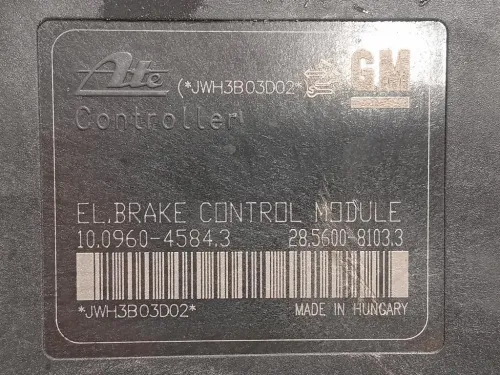 Ate (*JWH3B03D02*) GM
Controller
EL.BRAKE CONTROL MODULE
10.0960-4584.3 28.5600-8103.3
*JWH3B03D02* MADE IN HUNGARY